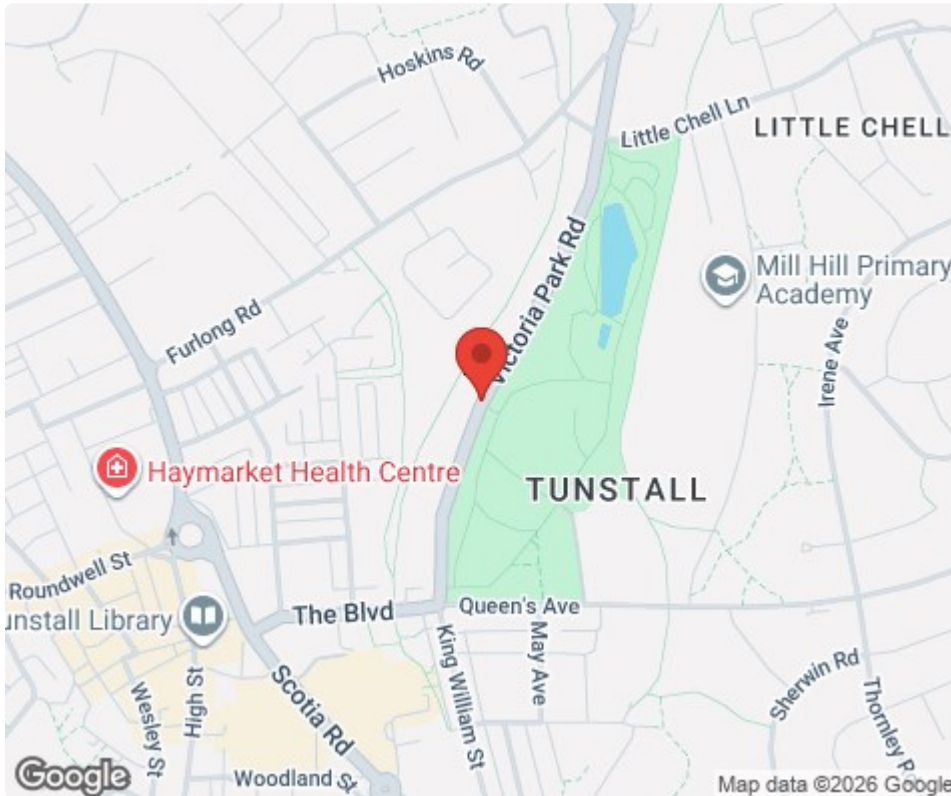 Hoskins Rd
Little Chell Ln
LITTLE CHELL
Victoria Park Rd
Mill Hill Primary
Academy
Furlong Rd
Irene Ave
Haymarket Health Centre
TUNSTALL
Roundwell St
unstall Library
The Blvd
Queen's Ave
High St
Wesley St
Scotia Rd
King William St
May Ave
Sherwin Rd
Thornley R
Woodland St
Google
Map data ©2026 Google